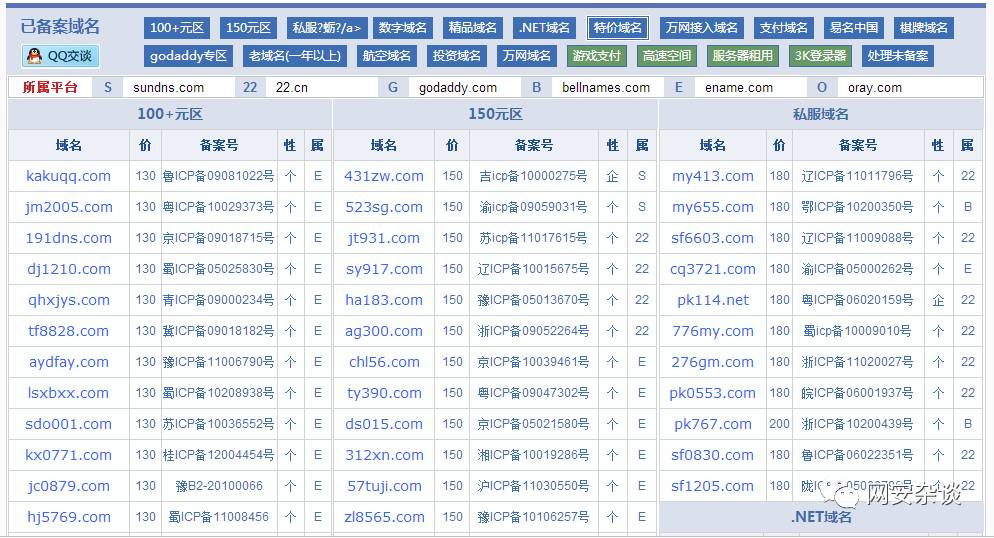 已备案域名 100+元区 150元区 私服?蛎?/a> 数字域名 精品域名 .NET域名 特价域名 万网接入域名 支付域名 易名中国 棋牌域名
QQ交谈 godaddy专区 老域名(一年以上) 航空域名 投资域名 万网域名 游戏支付 高速空间 服务器租用 3K登录器 处理未备案
所属平台 S sundns.com 22 22.cn G godaddy.com B bellnames.com E ename.com O oray.com
100+元区 150元区 私服域名
域名 价 备案号 性 属 域名 价 备案号 性 属 域名 价 备案号 性 属
kakuqq.com 130 鲁ICP备09081022号 个 E 431zw.com 150 吉icp备10000275号 企 S my413.com 180 辽ICP备11011796号 个 22
jm2005.com 130 粤ICP备10029373号 个 E 523sg.com 150 渝icp备09059031号 个 S my655.com 180 鄂ICP备10200350号 个 B
191dns.com 130 京ICP备09018715号 个 E jt931.com 150 苏icp备11017615号 个 22 sf6603.com 180 辽ICP备11009088号 个 22
dj1210.com 130 蜀ICP备05025830号 个 E sy917.com 150 辽ICP备10015675号 个 22 cq3721.com 180 渝ICP备05000262号 个 E
qhxjys.com 130 青ICP备09000234号 个 E ha183.com 150 豫ICP备05013670号 个 22 pk114.net 180 粤ICP备06020159号 企 22
tf8828.com 130 冀ICP备09018182号 个 E ag300.com 150 浙ICP备09052264号 个 22 776my.com 180 蜀icp备10009010号 个 22
aydfay.com 130 豫ICP备11006790号 个 E chl56.com 150 京ICP备10039461号 个 E 276gm.com 180 浙ICP备11020027号 个 22
lsxbxx.com 130 蜀ICP备10208938号 个 E ty390.com 150 粤ICP备09047302号 个 E pk0553.com 180 皖ICP备06001937号 个 22
sdo001.com 130 苏ICP备10036552号 个 E ds015.com 150 京ICP备05021580号 个 E pk767.com 200 浙ICP备10200439号 个 B
kx0771.com 130 桂ICP备12004454号 个 E 312xn.com 150 湘ICP备10019286号 个 E sf0830.com 180 鲁ICP备06022351号 个 22
jc0879.com 130 豫B2-20100066 个 E 57tuji.com 150 沪ICP备11030550号 个 E sf1205.com 180 22
hj5769.com 130 蜀ICP备11008456 个 E zl8565.com 150 豫ICP备10106257号 个 E .NET域名
网安杂谈